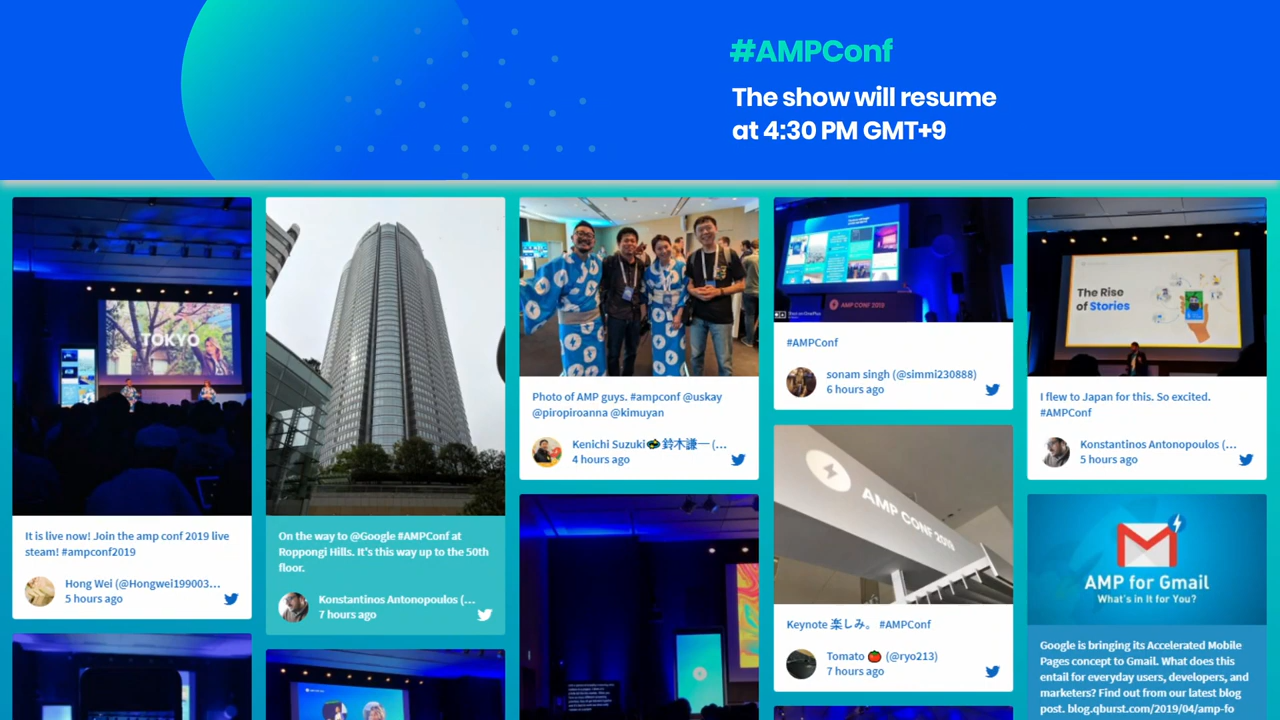 #AMPConf
The show will resume
at 4:30 PM GMT+9
TOKYO
It is live now! Join the amp conf 2019 live
steam! #ampconf2019
Hong Wei (@Hongwei199003...
5 hours ago
On the way to @Google #AMPConf at
Roppongi Hills. It's this way up to the 50th
floor.
Konstantinos Antonopoulos (...
7 hours ago
Photo of AMP guys. #ampconf @uskay
@piropiroanna @kimuyan
Kenichi Suzuki 鈴木謙一 (...
4 hours ago
AMP CONF 2019
#AMPConf
sonam singh (@simmi230888)
6 hours ago
AMP CONF 2019
Keynote 楽しみ。 #AMPConf
Tomato 🍅 (@ryo213)
7 hours ago
The Rise
of Stories
I flew to Japan for this. So excited.
#AMPConf
Konstantinos Antonopoulos (...
5 hours ago
AMP for Gmail
What's in It for You?
Google is bringing its Accelerated Mobile
Pages concept to Gmail. What does this
entail for everyday users, developers, and
marketers? Find out from our latest blog
post. blog.qburst.com/2019/04/amp-fo